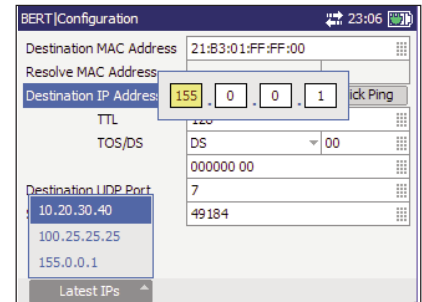 BERT|Configuration 23:06
Destination MAC Address 21:B3:01:FF:FF:00
Resolve MAC Address
Destination IP Addres 155 . 0 . 0 . 1 ick Ping
TTL 128
TOS/DS DS 00
000000 00
Destination UDP Port 7
49184
10.20.30.40
100.25.25.25
155.0.0.1
Latest IPs